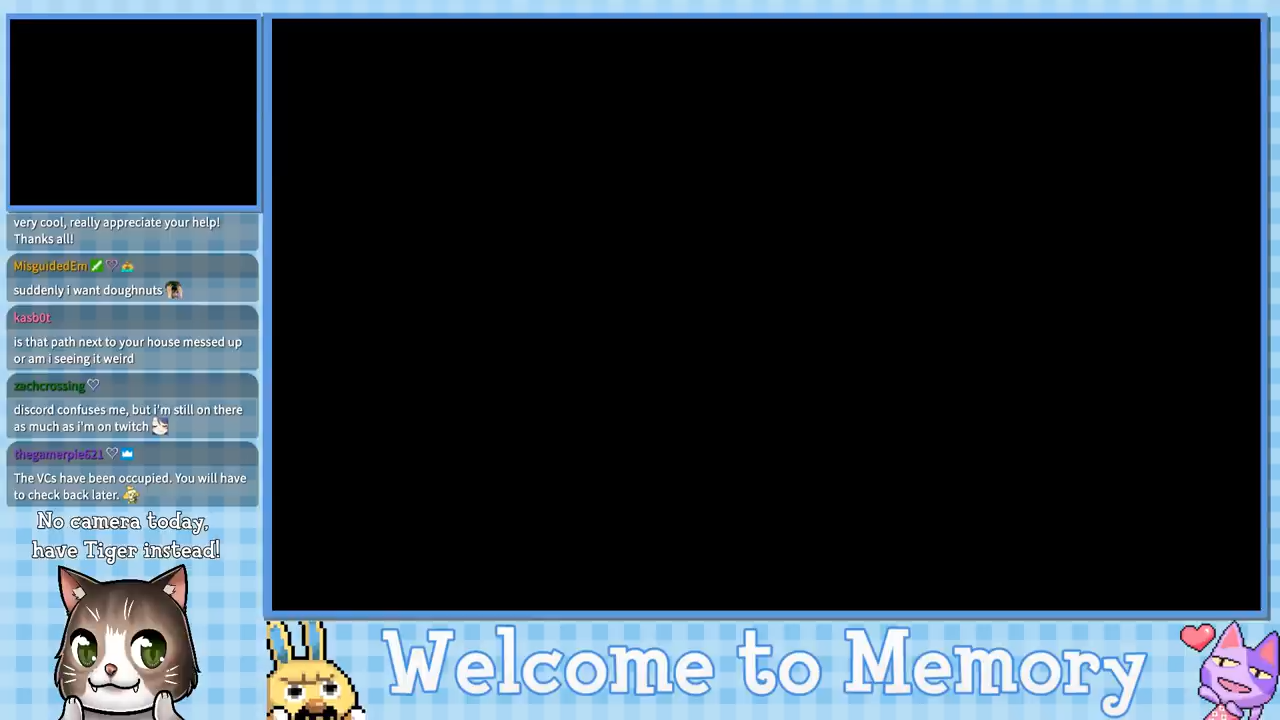 very cool, really appreciate your help!
Thanks all!
MisguidedEm
suddenly i want doughnuts
kasb0t
is that path next to your house messed up
or am i seeing it weird
zachcrossing
discord confuses me, but i'm still on there
as much as i'm on twitch
thegamerpie621
The VCs have been occupied. You will have
to check back later.
No camera today,
have Tiger instead!
Welcome to Memory